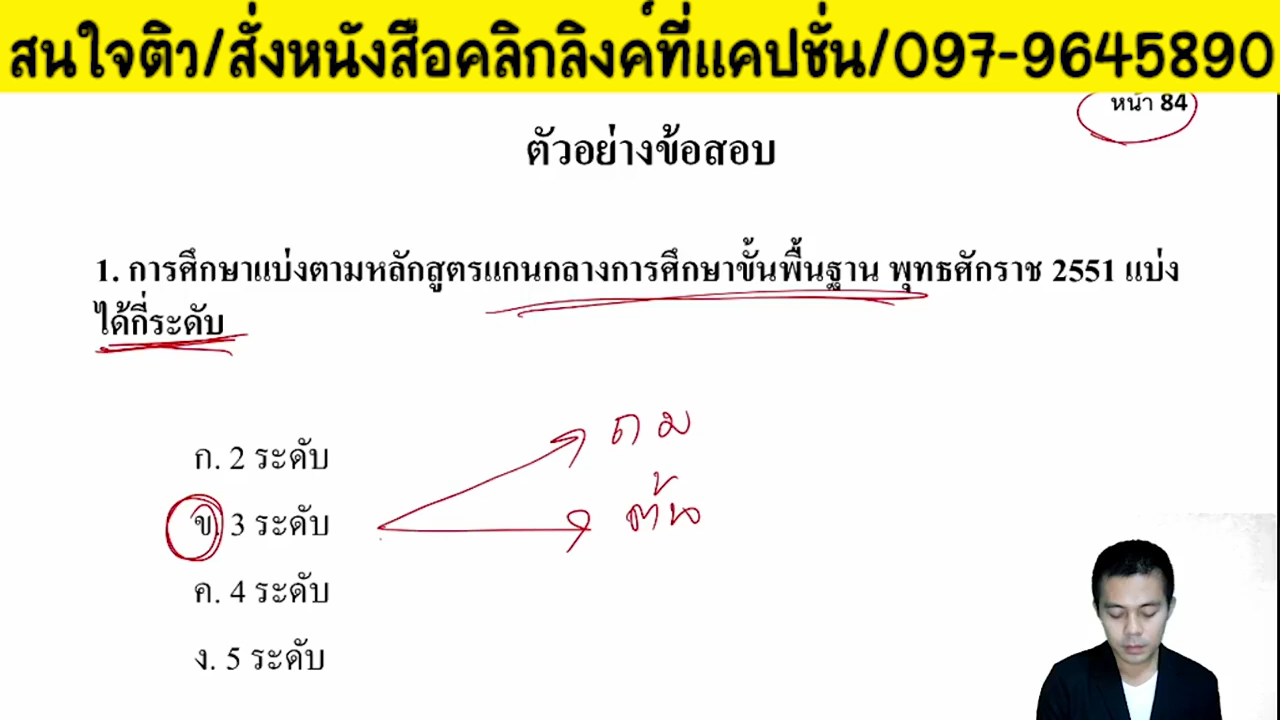 สนใจติว/สั่งหนังสือคลิกลิงค์ที่แคปชั่น/097-9645890
หน้า 84
ตัวอย่างข้อสอบ
1. การศึกษาแบ่งตามหลักสูตรแกนกลางการศึกษาขั้นพื้นฐาน พุทธศักราช 2551 แบ่ง
ได้กี่ระดับ
ก. 2 ระดับ
ข. 3 ระดับ
ค. 4 ระดับ
ง. 5 ระดับ
ต้น